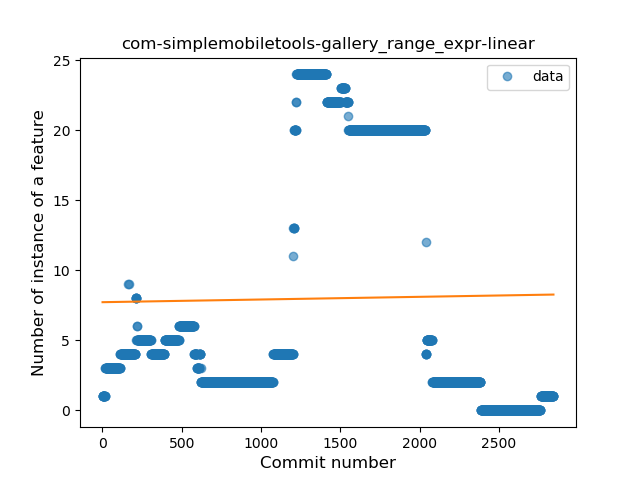 com-simplemobiletools-gallery_range_expr-linear
data
Number of instance of a feature
25
20
15
10
5
0
0 500 1000 1500 2000 2500
Commit number